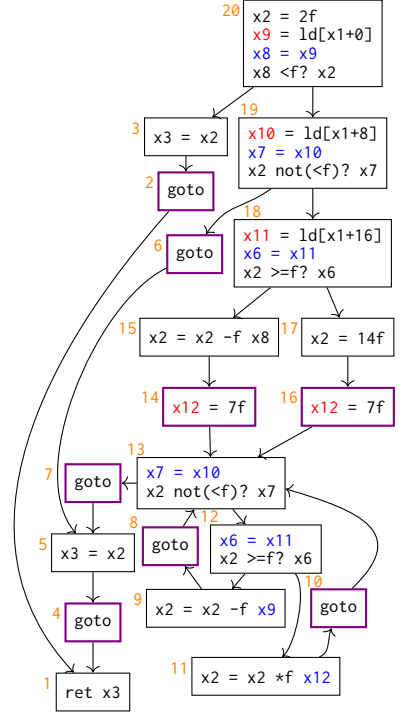 20
x2 = 2f
x9 = ld[x1+0]
x8 = x9
x8 <f? x2
3
x3 = x2
19
x10 = ld[x1+8]
x7 = x10
x2 not(<f)? x7
2
goto
18
x11 = ld[x1+16]
x6 = x11
x2 >=f? x6
6
goto
15
x2 = x2 -f x8
17
x2 = 14f
14
x12 = 7f
16
x12 = 7f
13
x7 = x10
x2 not(<f)? x7
7
goto
12
x6 = x11
x2 >=f? x6
8
goto
5
x3 = x2
10
goto
9
x2 = x2 -f x9
4
goto
11
x2 = x2 *f x12
1
ret x3